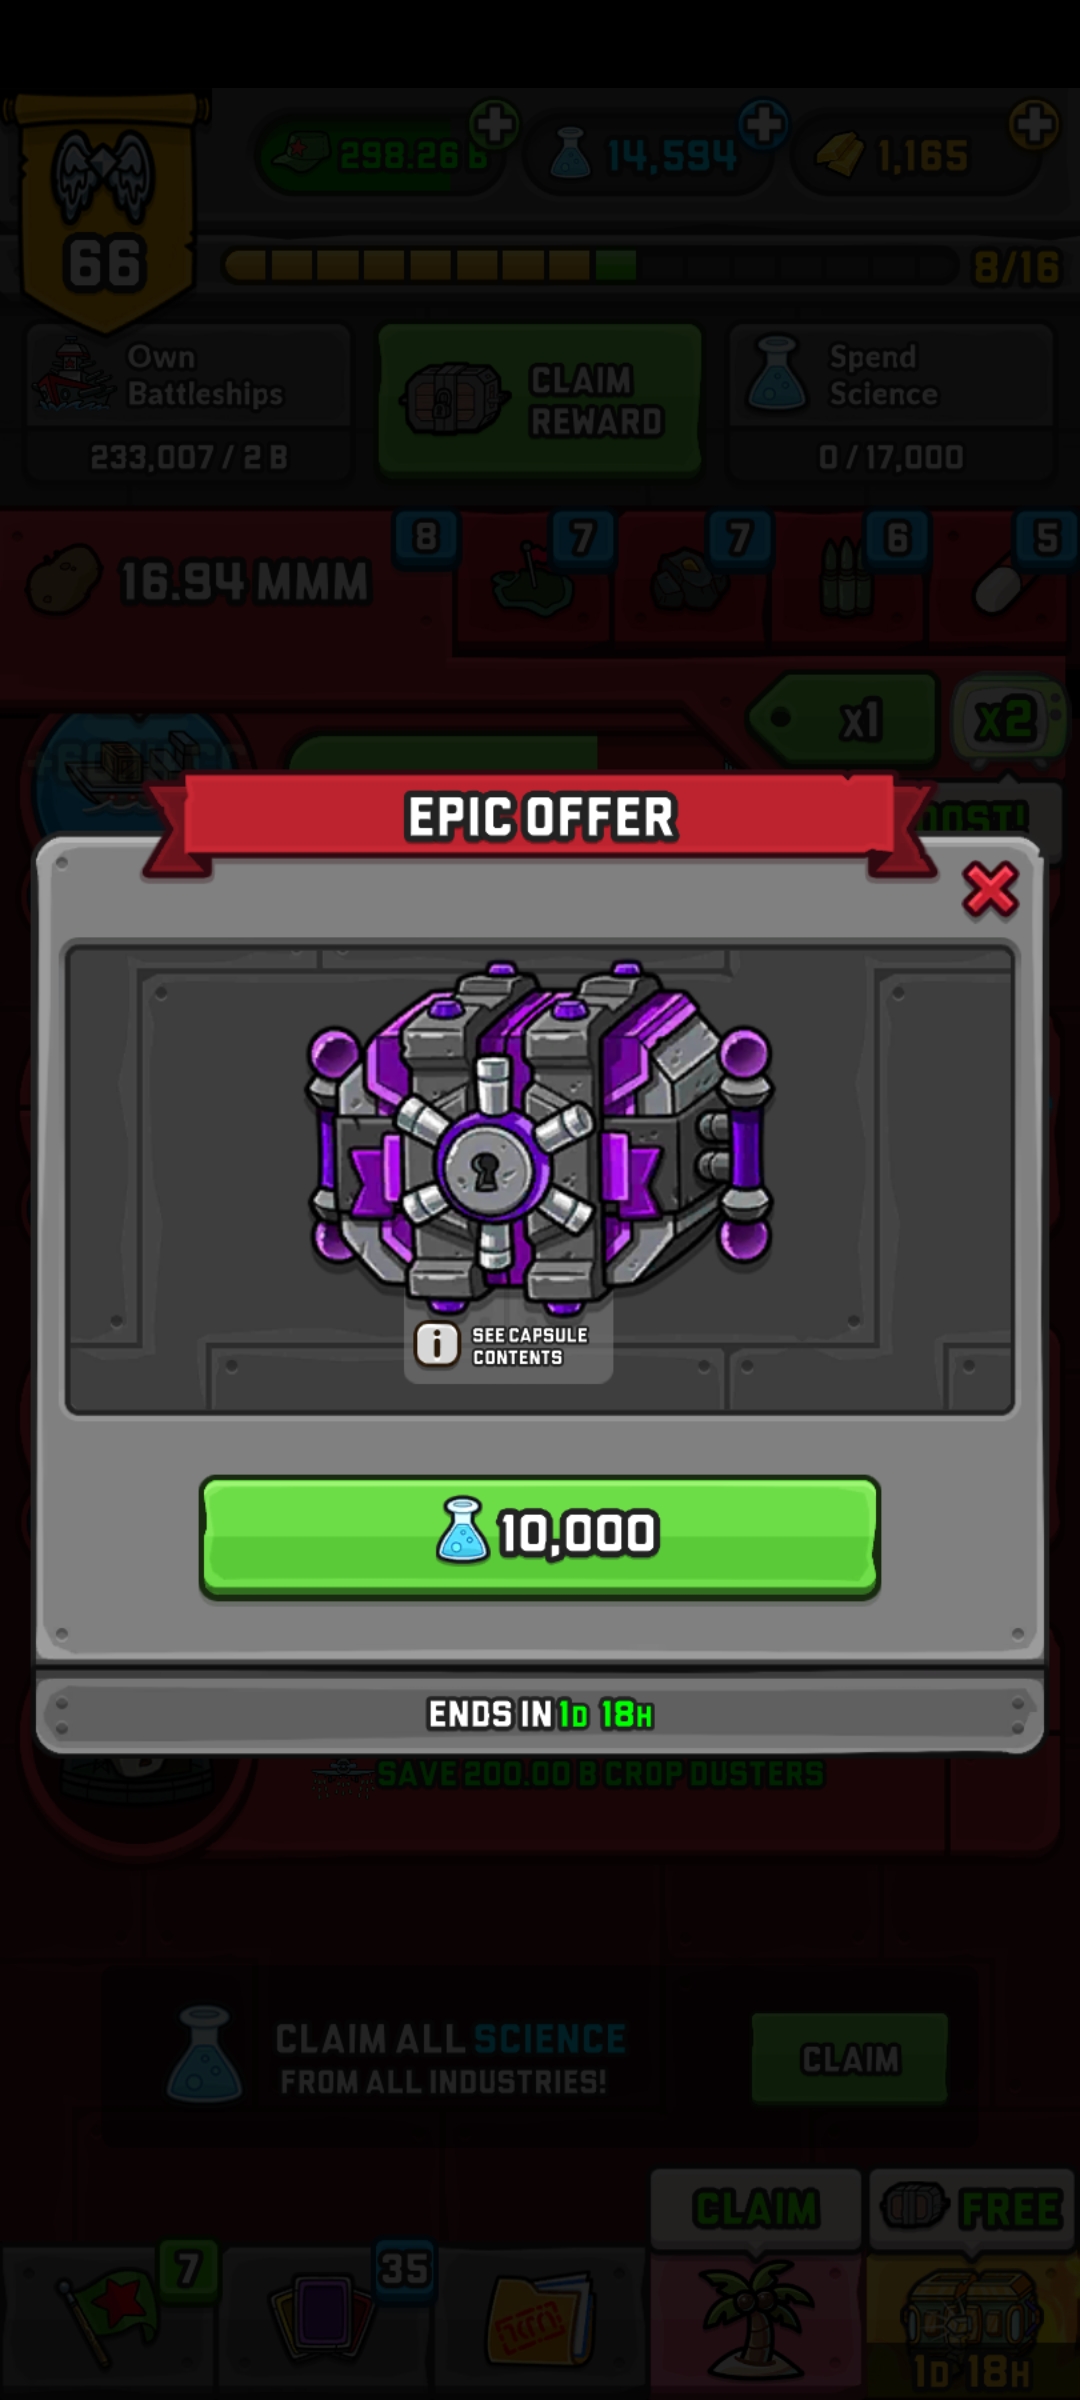 298.26 B
14,594
1,165
66
8/16
Own
Battleships
233,007 / 2 B
CLAIM
REWARD
Spend
Science
0 / 17,000
16.94 MMM
8
7
7
6
5
x1
x2
EPIC OFFER
SEE CAPSULE
CONTENTS
10,000
ENDS IN 1D 18H
SAVE 200.00 B CROP DUSTERS
CLAIM ALL SCIENCE
FROM ALL INDUSTRIES!
CLAIM
CLAIM
FREE
7
35
1D 18H